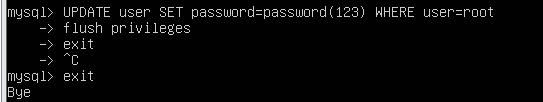 mysql> UPDATE user SET password=password(123) WHERE user=root
-> flush privileges
-> exit
-> ^C
mysql> exit
Bye